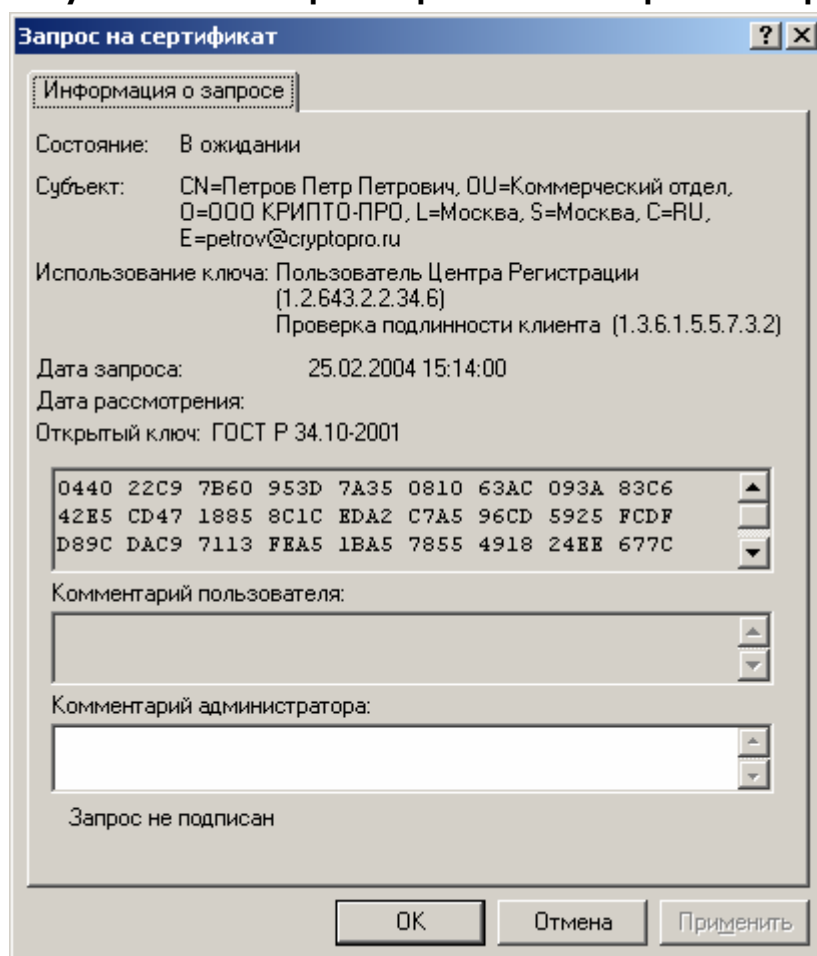 Запрос на сертификат
Информация о запросе
Состояние: В ожидании
Субъект: CN=Петров Петр Петрович, OU=Коммерческий отдел,
O=ООО КРИПТО-ПРО, L=Москва, S=Москва, C=RU,
E=petrov@cryptopro.ru
Использование ключа: Пользователь Центра Регистрации
(1.2.643.2.2.34.6)
Проверка подлинности клиента (1.3.6.1.5.5.7.3.2)
Дата запроса: 25.02.2004 15:14:00
Дата рассмотрения:
Открытый ключ: ГОСТ Р 34.10-2001
0440 22C9 7B60 953D 7A35 0810 63AC 093A 83C6
42E5 CD47 1885 8C1C EDA2 C7A5 96CD 5925 FCDF
D89C DAC9 7113 FEA5 1BA5 7855 4918 24EE 677C
Комментарий пользователя:
Комментарий администратора:
Запрос не подписан
OK Отмена Применить